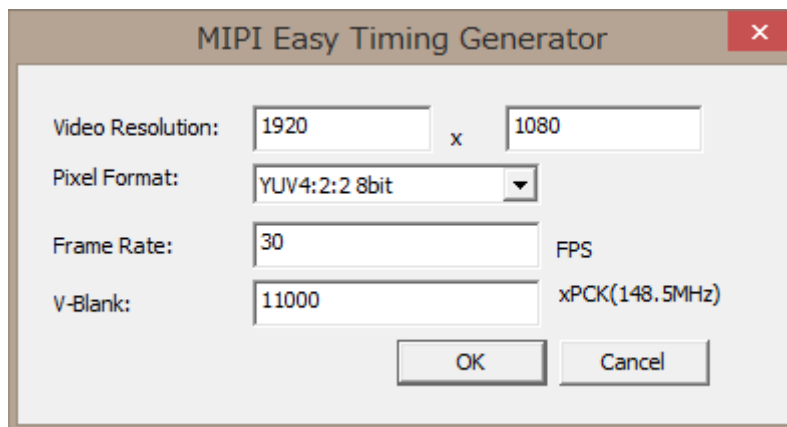 MIPI Easy Timing Generator
Video Resolution: 1920 x 1080
Pixel Format: YUV4:2:2 8bit
Frame Rate: 30 FPS
V-Blank: 11000 xPCK(148.5MHz)
OK Cancel